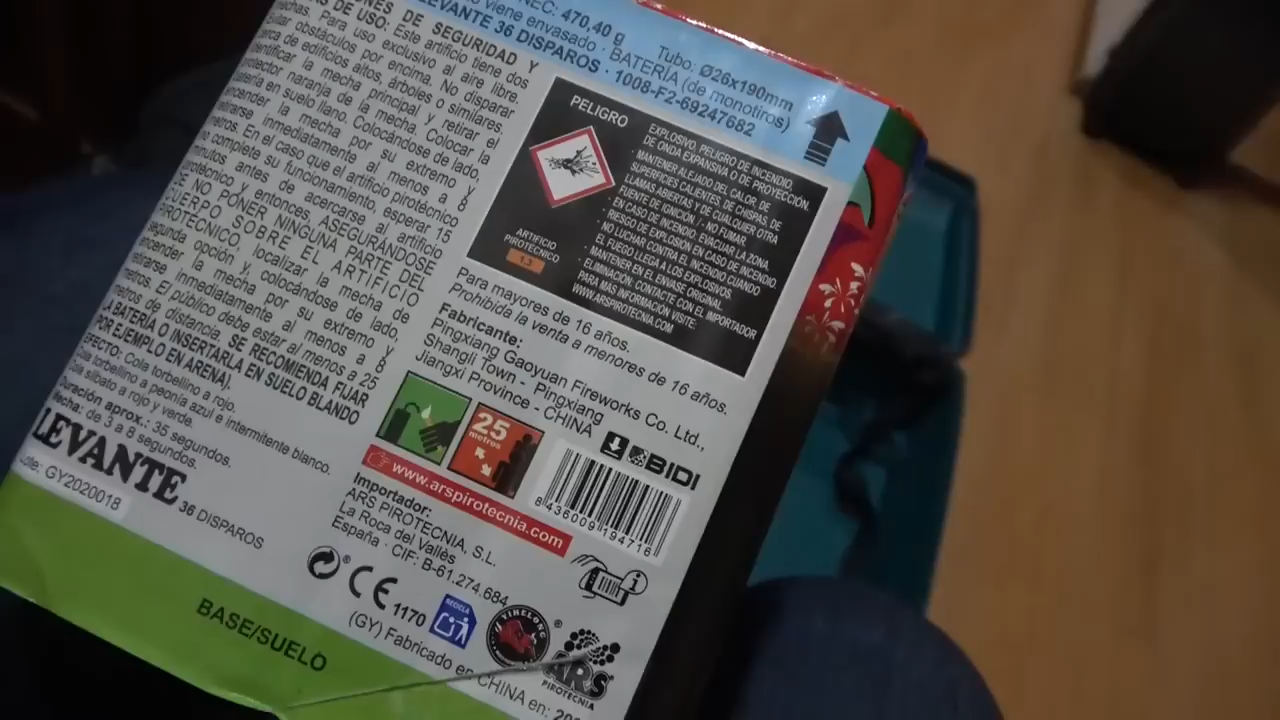 NEC: 470,40 g
viene envasado · BATERÍA (de monotiros)
Tubo: Ø26x190mm
LEVANTE 36 DISPAROS · 1008-F2-69247682
DE SEGURIDAD Y
DE USO: Este artificio tiene dos
mechas. Para uso exclusivo al aire libre.
Evitar obstáculos por encima. No disparar
cerca de edificios altos, árboles o similares.
Identificar la mecha principal y retirar el
protector naranja de la mecha. Colocar la
batería en suelo llano. Colocándose de lado,
encender la mecha por su extremo y
retirarse inmediatamente al menos a 8
metros. En el caso que el artificio pirotécnico
no complete su funcionamiento, esperar 15
minutos antes de acercarse al artificio
pirotécnico y entonces, ASEGURÁNDOSE
DE NO PONER NINGUNA PARTE DEL
CUERPO SOBRE EL ARTIFICIO
PIROTÉCNICO, localizar la mecha de
segunda opción y, colocándose de lado,
encender la mecha por su extremo y
retirarse inmediatamente al menos a 8
metros. El público debe estar al menos a 25
metros de distancia. SE RECOMIENDA FIJAR
LA BATERÍA O INSERTARLA EN SUELO BLANDO
(POR EJEMPLO EN ARENA).
EFECTO: Cola torbellino a rojo.
Cola torbellino a peonía azul e intermitente blanco.
Cola silbato a rojo y verde.
Duración aprox.: 35 segundos.
Mecha: de 3 a 8 segundos.
LEVANTE 36 DISPAROS
Lote: GY2020018
PELIGRO
ARTIFICIO
PIROTÉCNICO
1.3
EXPLOSIVO, PELIGRO DE INCENDIO,
DE ONDA EXPANSIVA O DE PROYECCIÓN.
· MANTENER ALEJADO DEL CALOR, DE
SUPERFICIES CALIENTES, DE CHISPAS, DE
LLAMAS ABIERTAS Y DE CUALQUIER OTRA
FUENTE DE IGNICIÓN. · NO FUMAR.
· EN CASO DE INCENDIO: EVACUAR LA ZONA.
RIESGO DE EXPLOSIÓN EN CASO DE INCENDIO.
NO LUCHAR CONTRA EL INCENDIO CUANDO
EL FUEGO LLEGA A LOS EXPLOSIVOS.
· MANTENER EN EL ENVASE ORIGINAL.
· ELIMINACIÓN: CONTACTE CON EL IMPORTADOR
PARA MAS INFORMACIÓN VISITE:
WWW.ARSPIROTECNIA.COM
Para mayores de 16 años.
Prohibida la venta a menores de 16 años.
Fabricante:
Pingxiang Gaoyuan Fireworks Co. Ltd.,
Shangli Town - Pingxiang
Jiangxi Province - CHINA
25
metros
BIDI
8 436009 194716
www.arspirotecnia.com
Importador:
ARS PIROTECNIA, S.L.
La Roca del Vallès
España · CIF: B-61.274.684
CE 1170
RECICLA
FIRELONG
®
ARS
PIROTECNIA
(GY) Fabricado en CHINA en: 20
BASE/SUELO